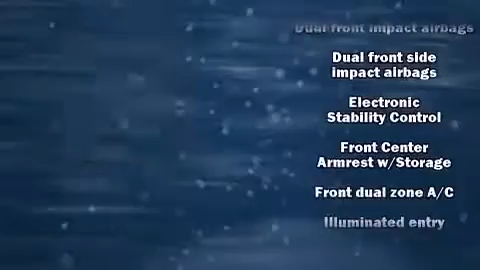 Dual front impact airbags
Dual front side
impact airbags
Electronic
Stability Control
Front Center
Armrest w/Storage
Front dual zone A/C
Illuminated entry